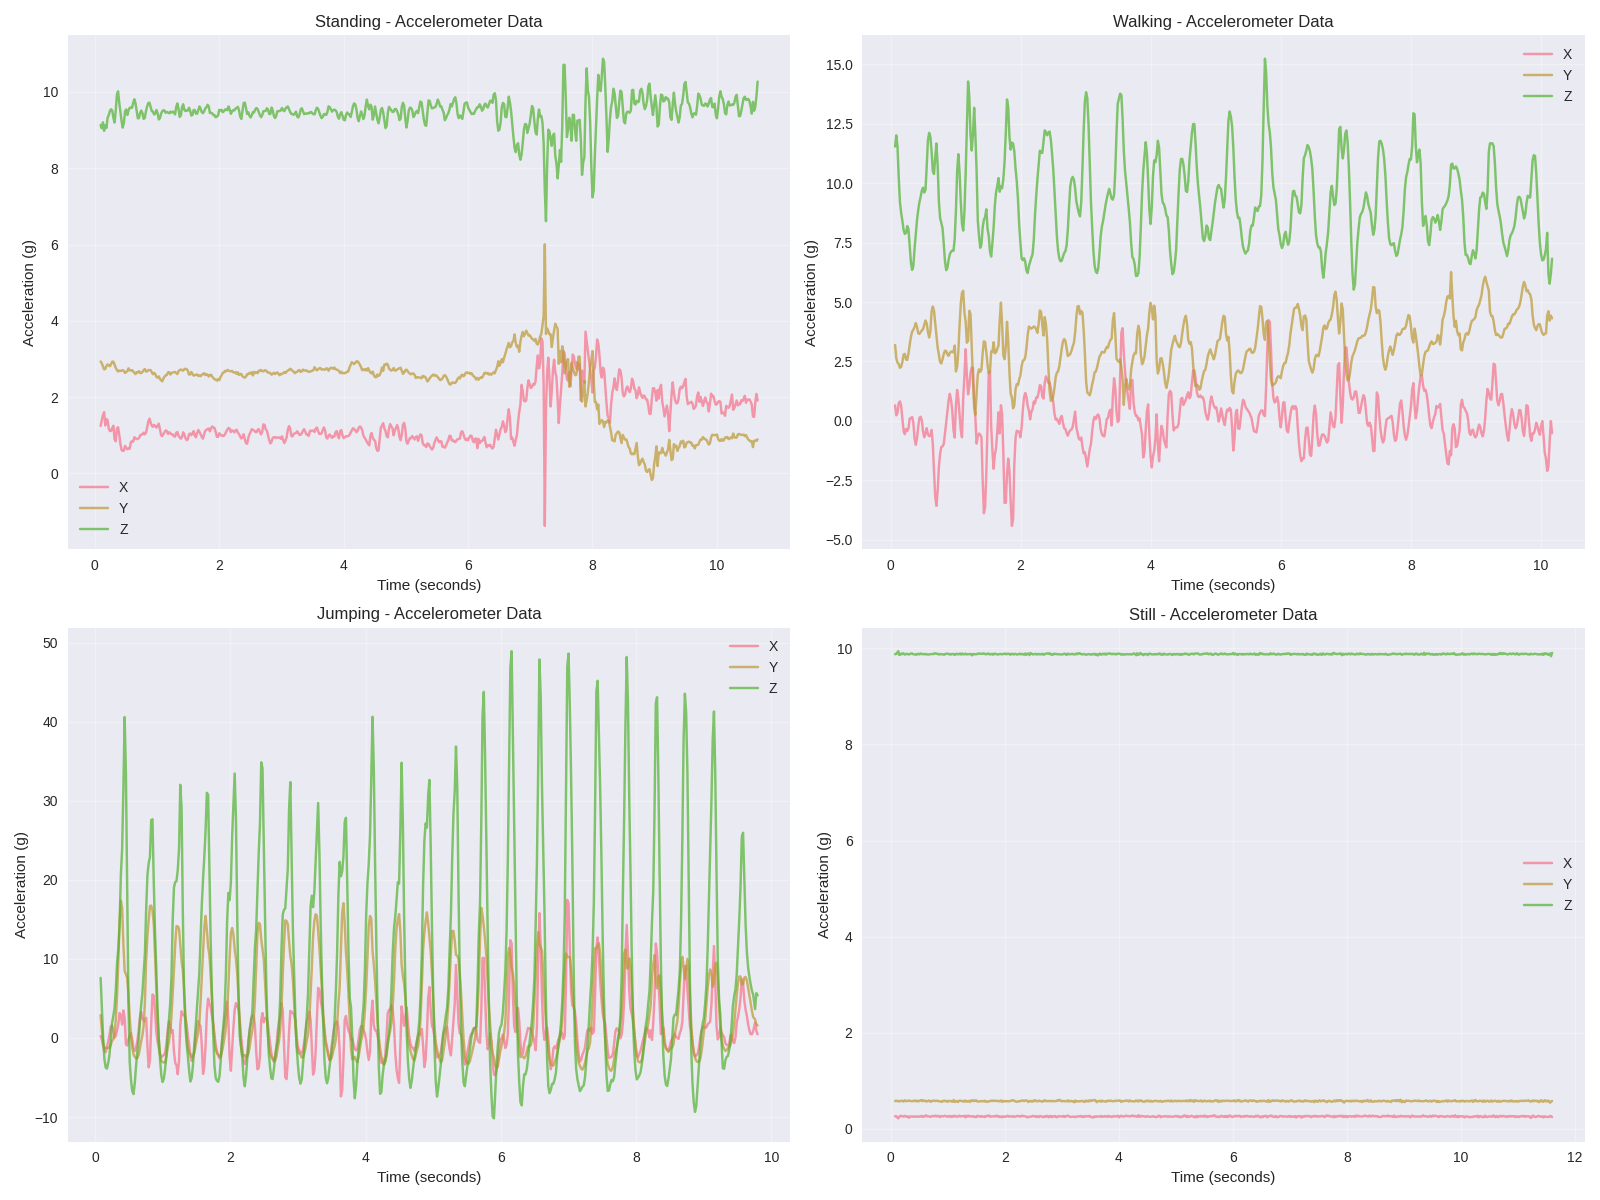 Standing - Accelerometer Data
Acceleration (g)
10
8
6
4
2
0
X
Y
Z
0 2 4 6 8 10
Time (seconds)
Walking - Accelerometer Data
Acceleration (g)
15.0
12.5
10.0
7.5
5.0
2.5
0.0
−2.5
−5.0
X
Y
Z
0 2 4 6 8 10
Time (seconds)
Jumping - Accelerometer Data
Acceleration (g)
50
40
30
20
10
0
−10
X
Y
Z
0 2 4 6 8 10
Time (seconds)
Still - Accelerometer Data
Acceleration (g)
10
8
6
4
2
0
X
Y
Z
0 2 4 6 8 10 12
Time (seconds)